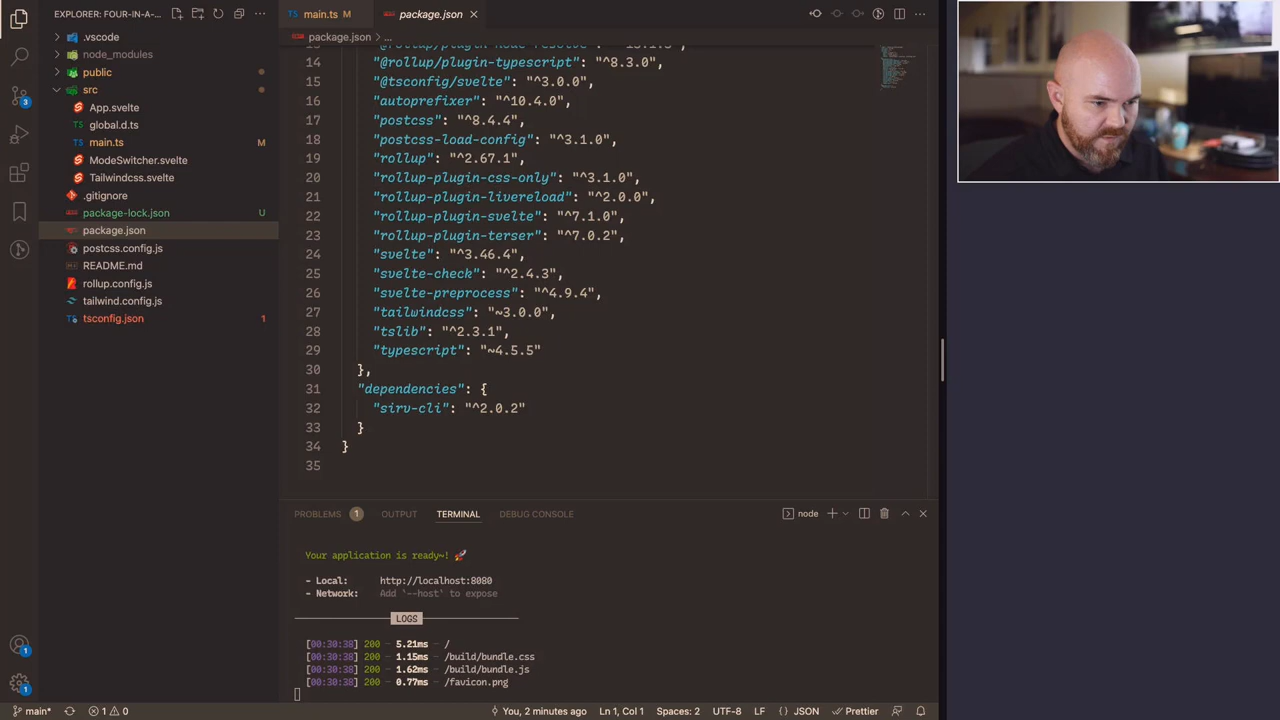 EXPLORER: FOUR-IN-A-...
.vscode
node_modules
public
src
App.svelte
global.d.ts
main.ts M
ModeSwitcher.svelte
Tailwindcss.svelte
.gitignore
package-lock.json U
package.json
postcss.config.js
README.md
rollup.config.js
tailwind.config.js
tsconfig.json 1
3
1
1
main.ts M
package.json
package.json > ...
14 "@rollup/plugin-typescript": "^8.3.0",
15 "@tsconfig/svelte": "^3.0.0",
16 "autoprefixer": "^10.4.0",
17 "postcss": "^8.4.4",
18 "postcss-load-config": "^3.1.0",
19 "rollup": "^2.67.1",
20 "rollup-plugin-css-only": "^3.1.0",
21 "rollup-plugin-livereload": "^2.0.0",
22 "rollup-plugin-svelte": "^7.1.0",
23 "rollup-plugin-terser": "^7.0.2",
24 "svelte": "^3.46.4",
25 "svelte-check": "^2.4.3",
26 "svelte-preprocess": "^4.9.4",
27 "tailwindcss": "~3.0.0",
28 "tslib": "^2.3.1",
29 "typescript": "~4.5.5"
30 },
31 "dependencies": {
32 "sirv-cli": "^2.0.2"
33 }
34 }
35
PROBLEMS 1 OUTPUT TERMINAL DEBUG CONSOLE node
Your application is ready~! 🚀
- Local: http://localhost:8080
- Network: Add `--host` to expose
LOGS
[00:30:38] 200 ─ 5.21ms ─ /
[00:30:38] 200 ─ 1.15ms ─ /build/bundle.css
[00:30:38] 200 ─ 1.62ms ─ /build/bundle.js
[00:30:38] 200 ─ 0.77ms ─ /favicon.png
main* 1 0 You, 2 minutes ago Ln 1, Col 1 Spaces: 2 UTF-8 LF { } JSON Prettier